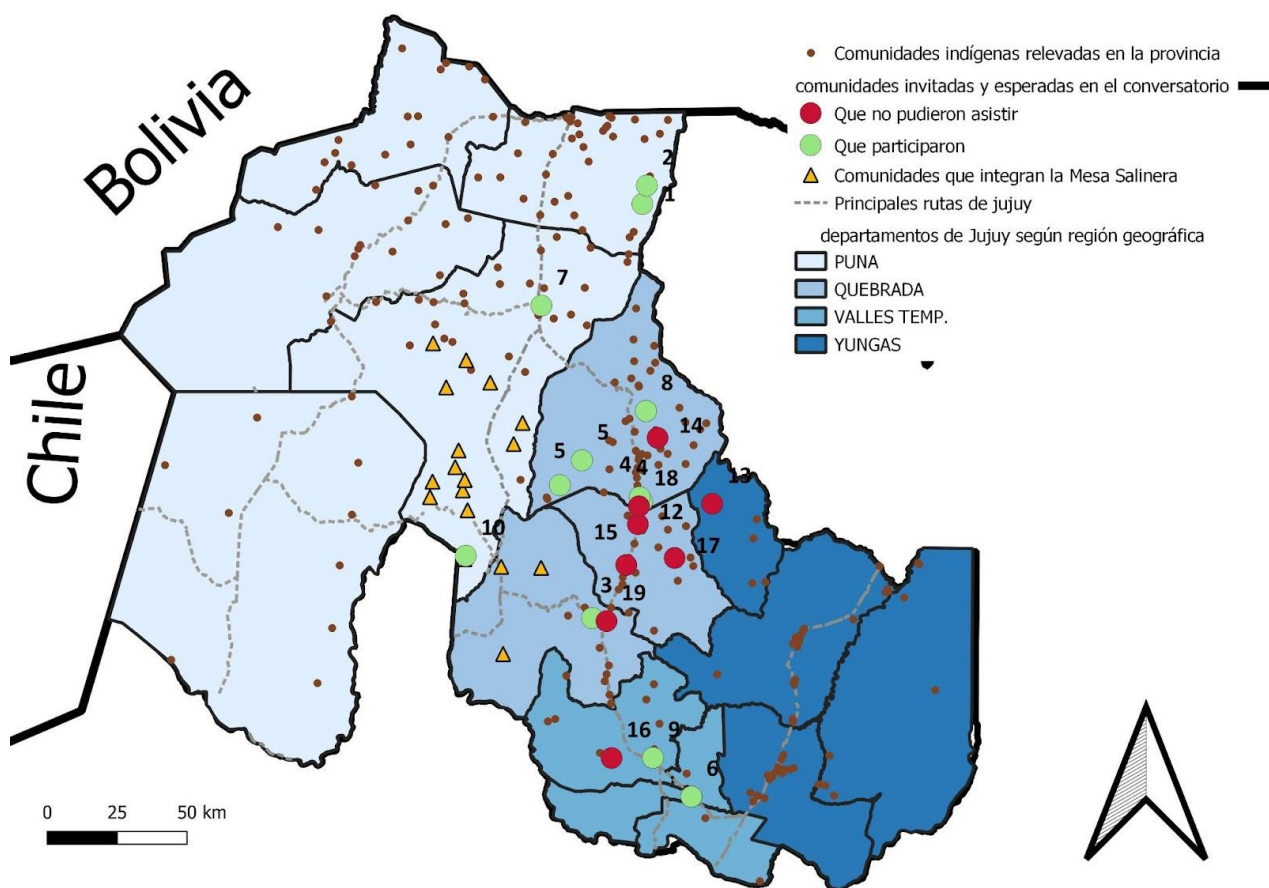 Bolivia
Chile
Comunidades indígenas relevadas en la provincia
comunidades invitadas y esperadas en el conversatorio
Que no pudieron asistir
Que participaron
Comunidades que integran la Mesa Salinera
Principales rutas de jujuy
departamentos de Jujuy según región geográfica
PUNA
QUEBRADA
VALLES TEMP.
YUNGAS
2
1
7
8
5
14
5
4
4
18
13
12
10
15
17
3
19
16
9
6
0 25 50 km